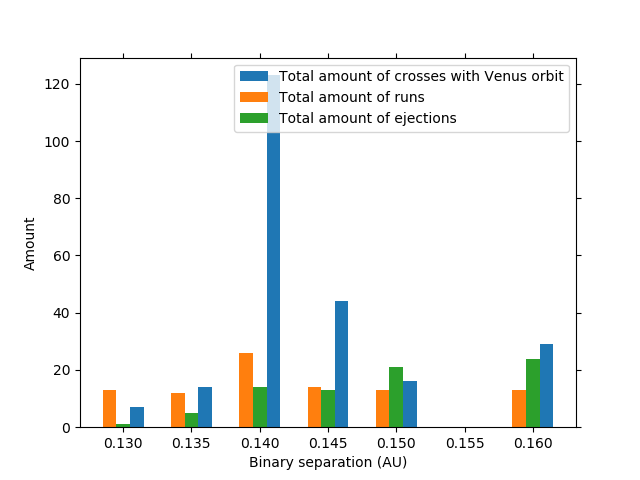 Total amount of crosses with Venus orbit
Total amount of runs
Total amount of ejections
120
100
80
60
40
20
0
Amount
0.130 0.135 0.140 0.145 0.150 0.155 0.160
Binary separation (AU)